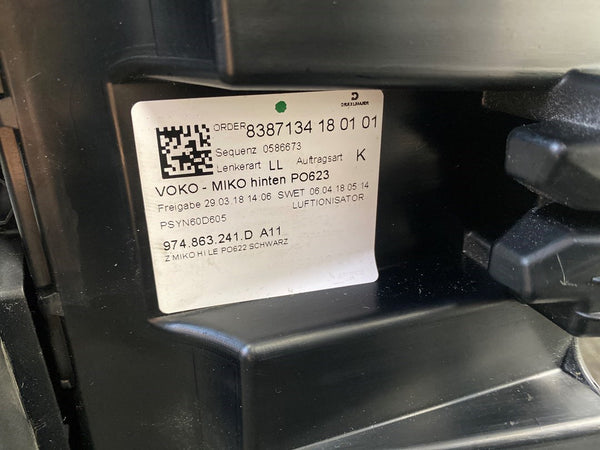 DRÄXLMAIER
ORDER 8387134 18 01 01
Sequenz 0586673
Lenkerart LL Auftragsart K
VOKO - MIKO hinten PO623
Freigabe 29.03.18 14:06 SWET 06.04 18 05 14
PSYN60D605 LUFTIONISATOR
974.863.241.D A11
Z MIKO HI LE PO622 SCHWARZ